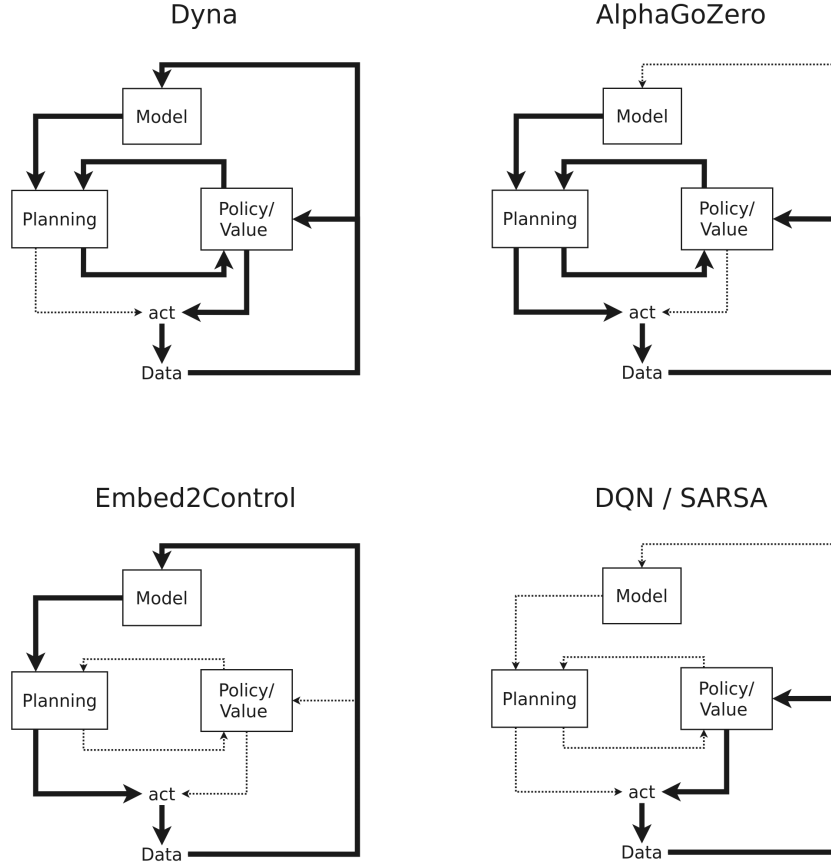 Dyna
Model
Planning
Policy/
Value
act
Data
AlphaGoZero
Model
Planning
Policy/
Value
act
Data
Embed2Control
Model
Planning
Policy/
Value
act
Data
DQN / SARSA
Model
Planning
Policy/
Value
act
Data